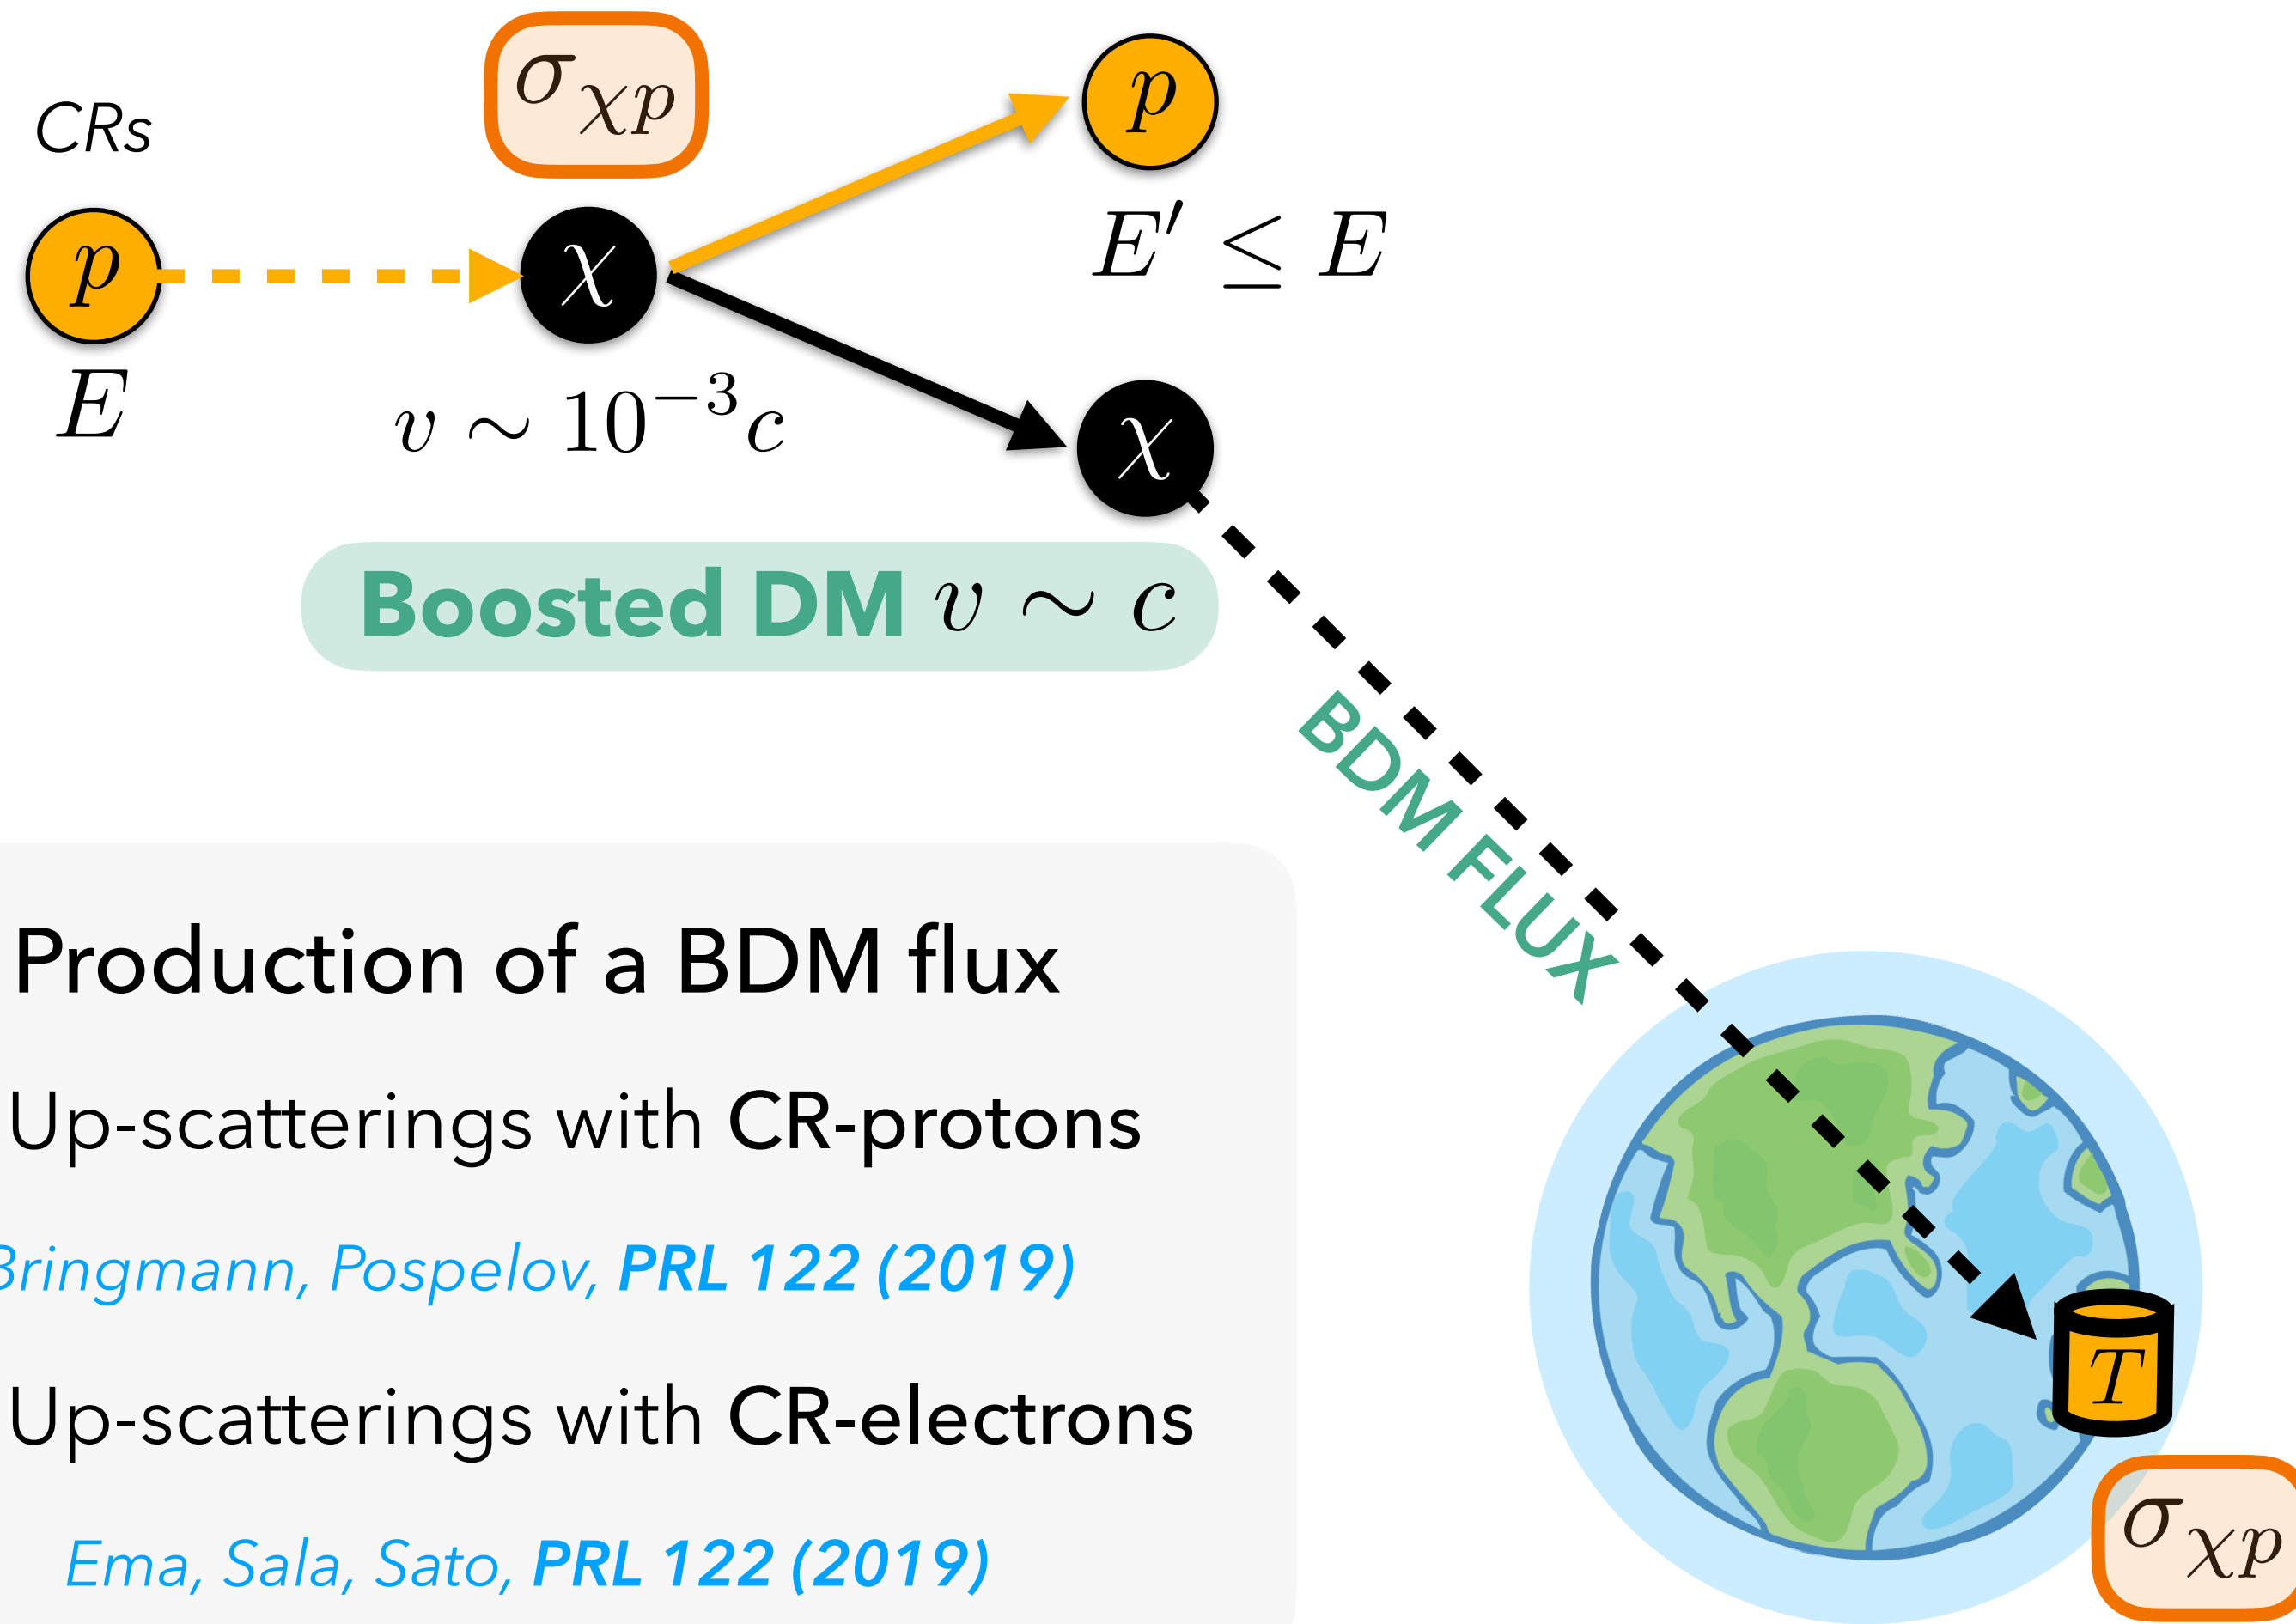 CRs
σχp
p
p
χ
E′ ≤ E
E
v ∼ 10⁻³c
χ
Boosted DM v ∼ c
BDM FLUX
Production of a BDM flux
Up-scatterings with CR-protons
Bringmann, Pospelov, PRL 122 (2019)
T
Up-scatterings with CR-electrons
σχp
Ema, Sala, Sato, PRL 122 (2019)